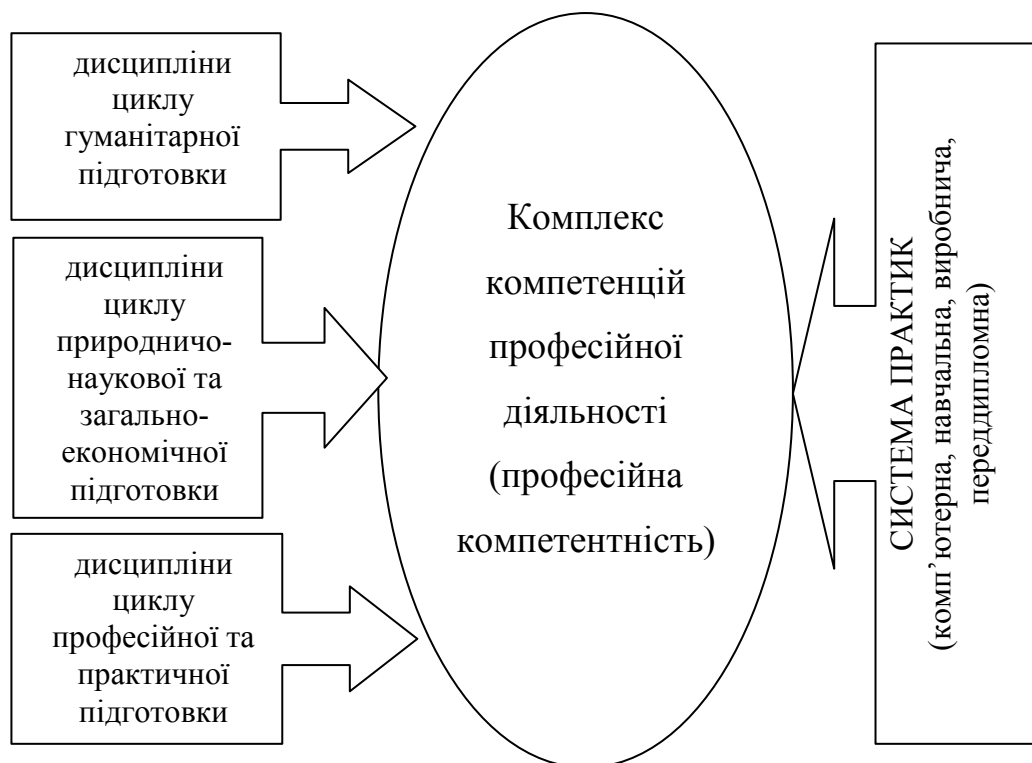 дисципліни
циклу
гуманітарної
підготовки
дисципліни
циклу
природничо-
наукової та
загально-
економічної
підготовки
дисципліни
циклу
професійної та
практичної
підготовки
Комплекс
компетенцій
професійної
діяльності
(професійна
компетентність)
СИСТЕМА ПРАКТИК
(комп’ютерна, навчальна, виробнича,
переддипломна)